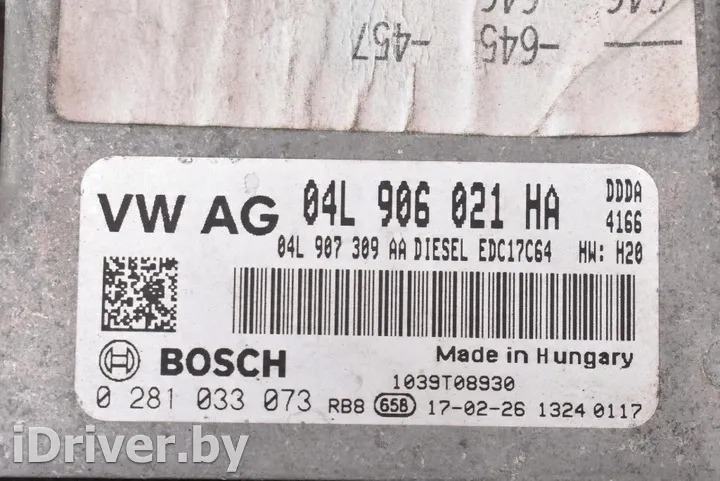 -457
-645
VW AG 04L 906 021 HA DDDA
4166
04L 907 309 AA DIESEL EDC17C64 HW: H20
BOSCH Made in Hungary
1039T08930
0 281 033 073 RB8 65B 17-02-26 1324 0117
iDriver.by